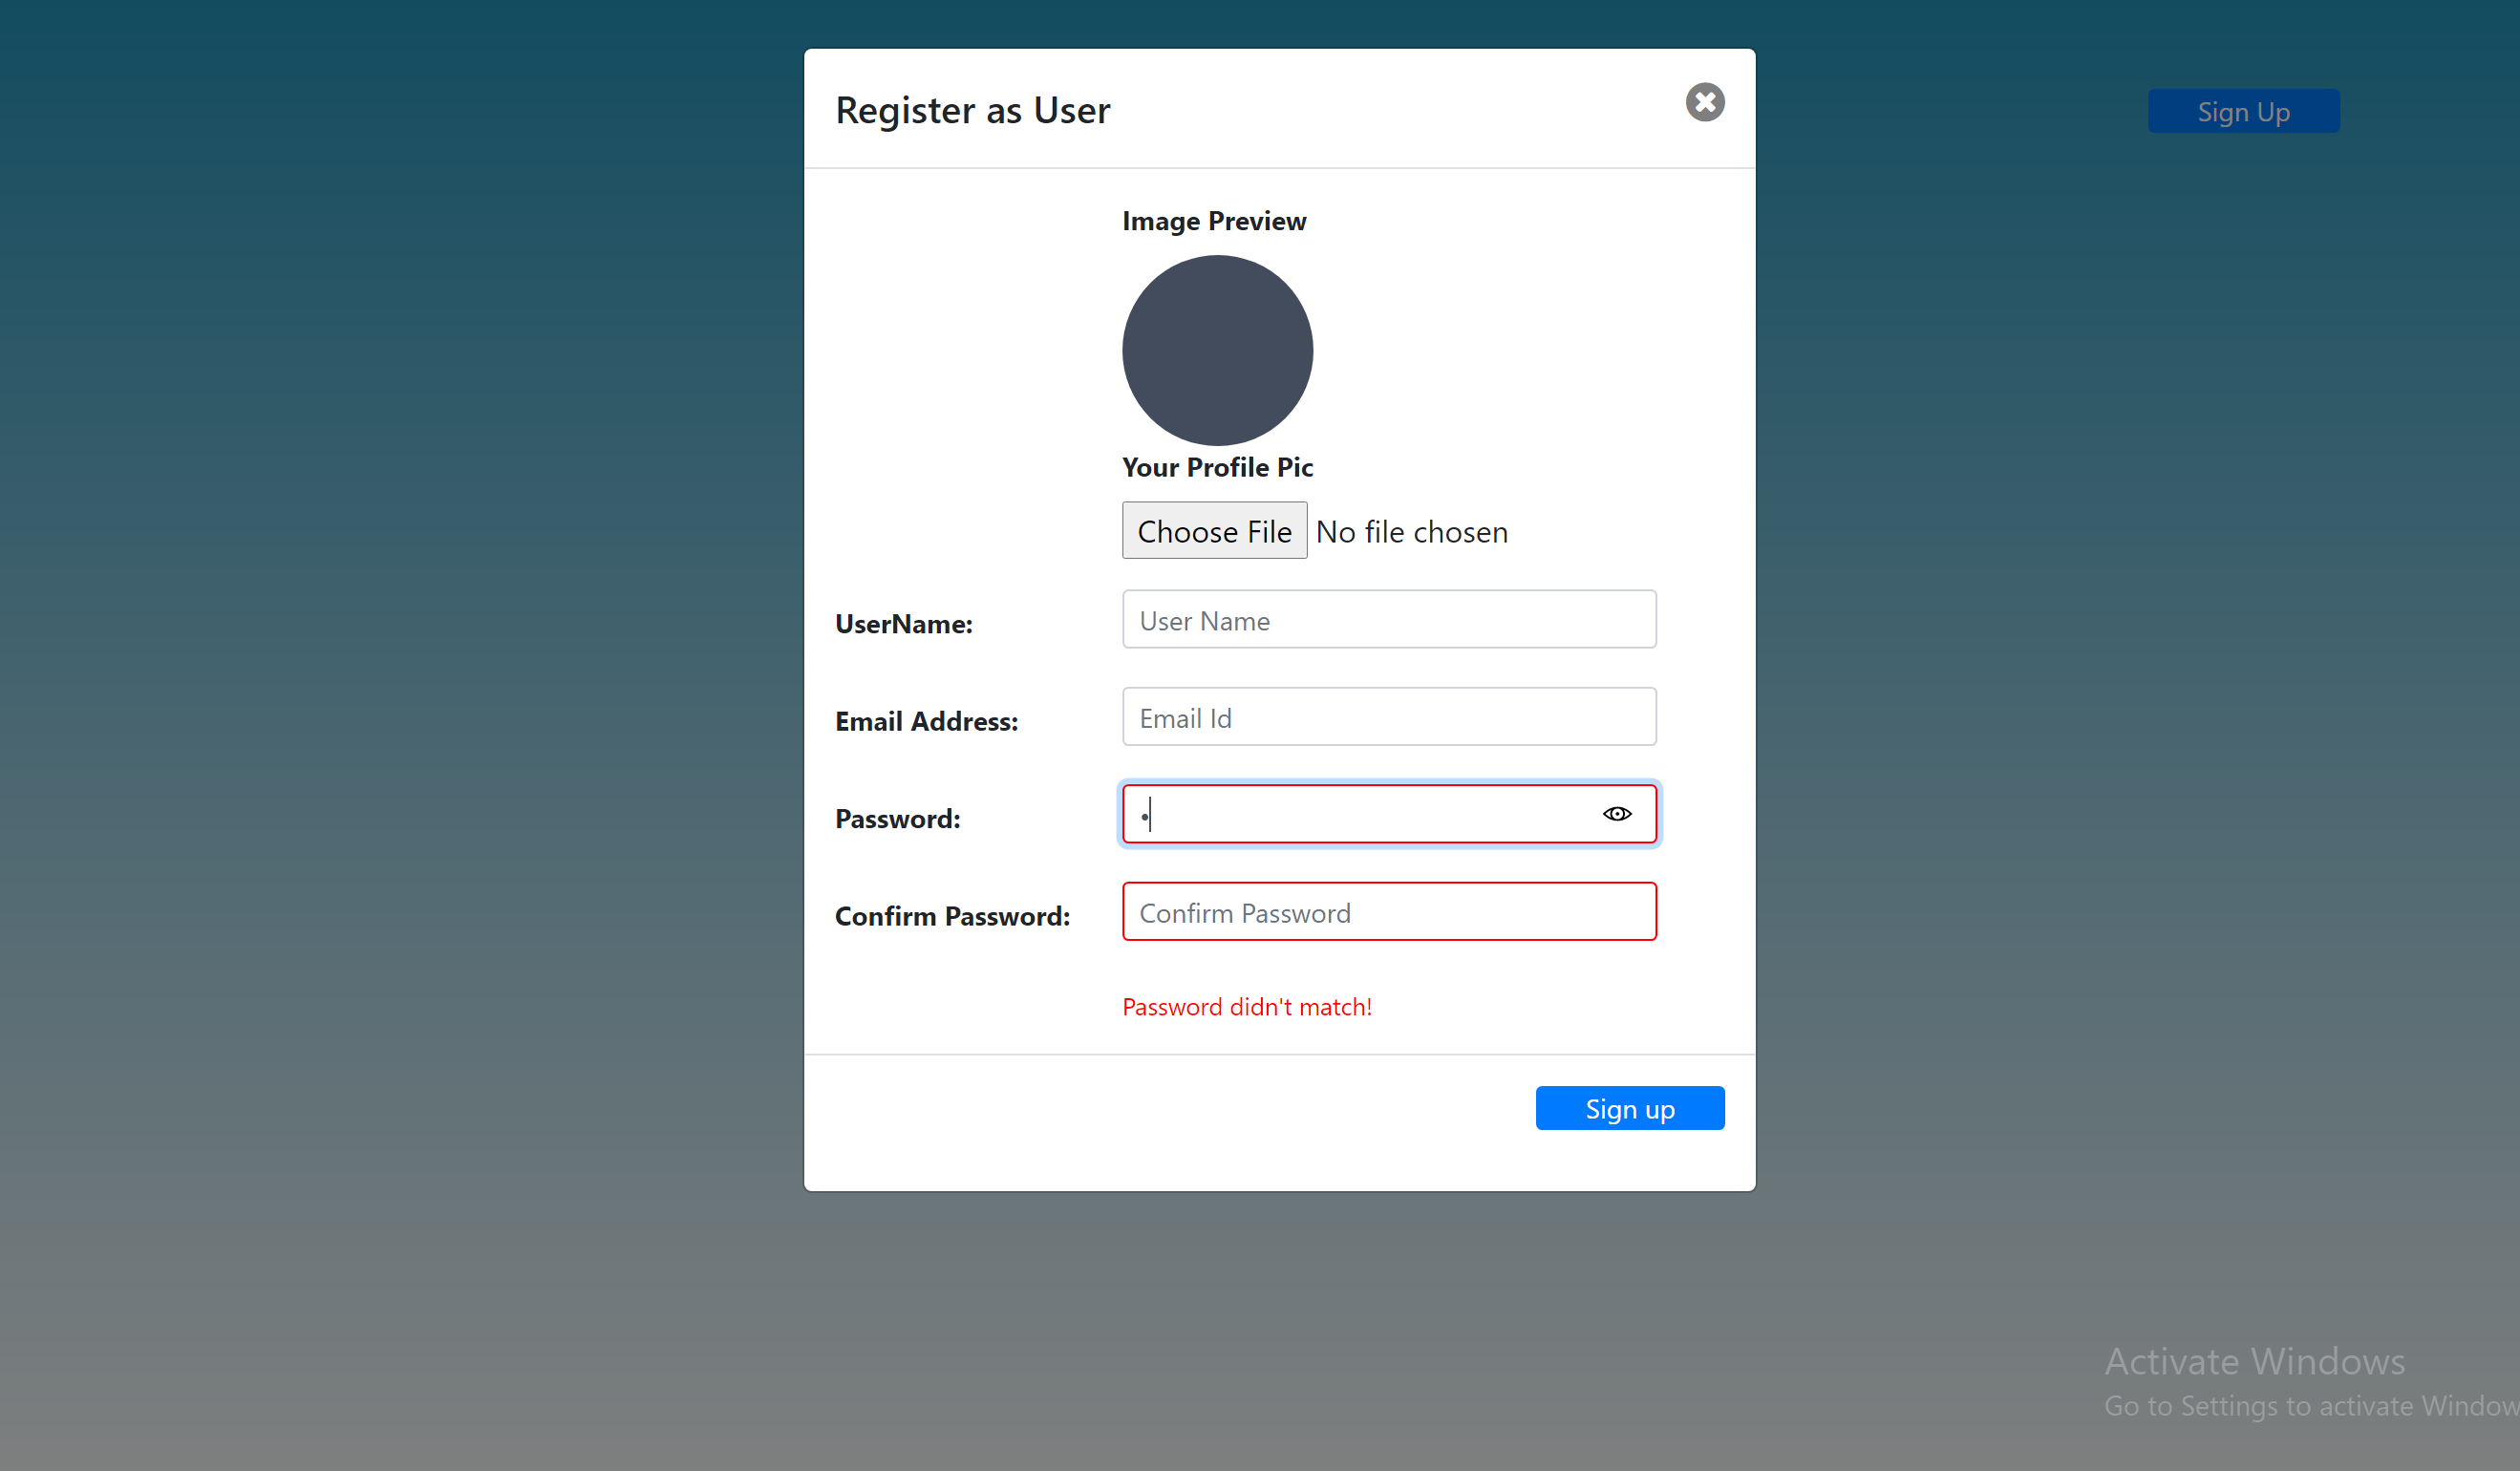 Register as User
Sign Up
Image Preview
Your Profile Pic
Choose File No file chosen
UserName:
User Name
Email Address:
Email Id
Password:
Confirm Password:
Confirm Password
Password didn't match!
Sign up
Activate Windows
Go to Settings to activate Window